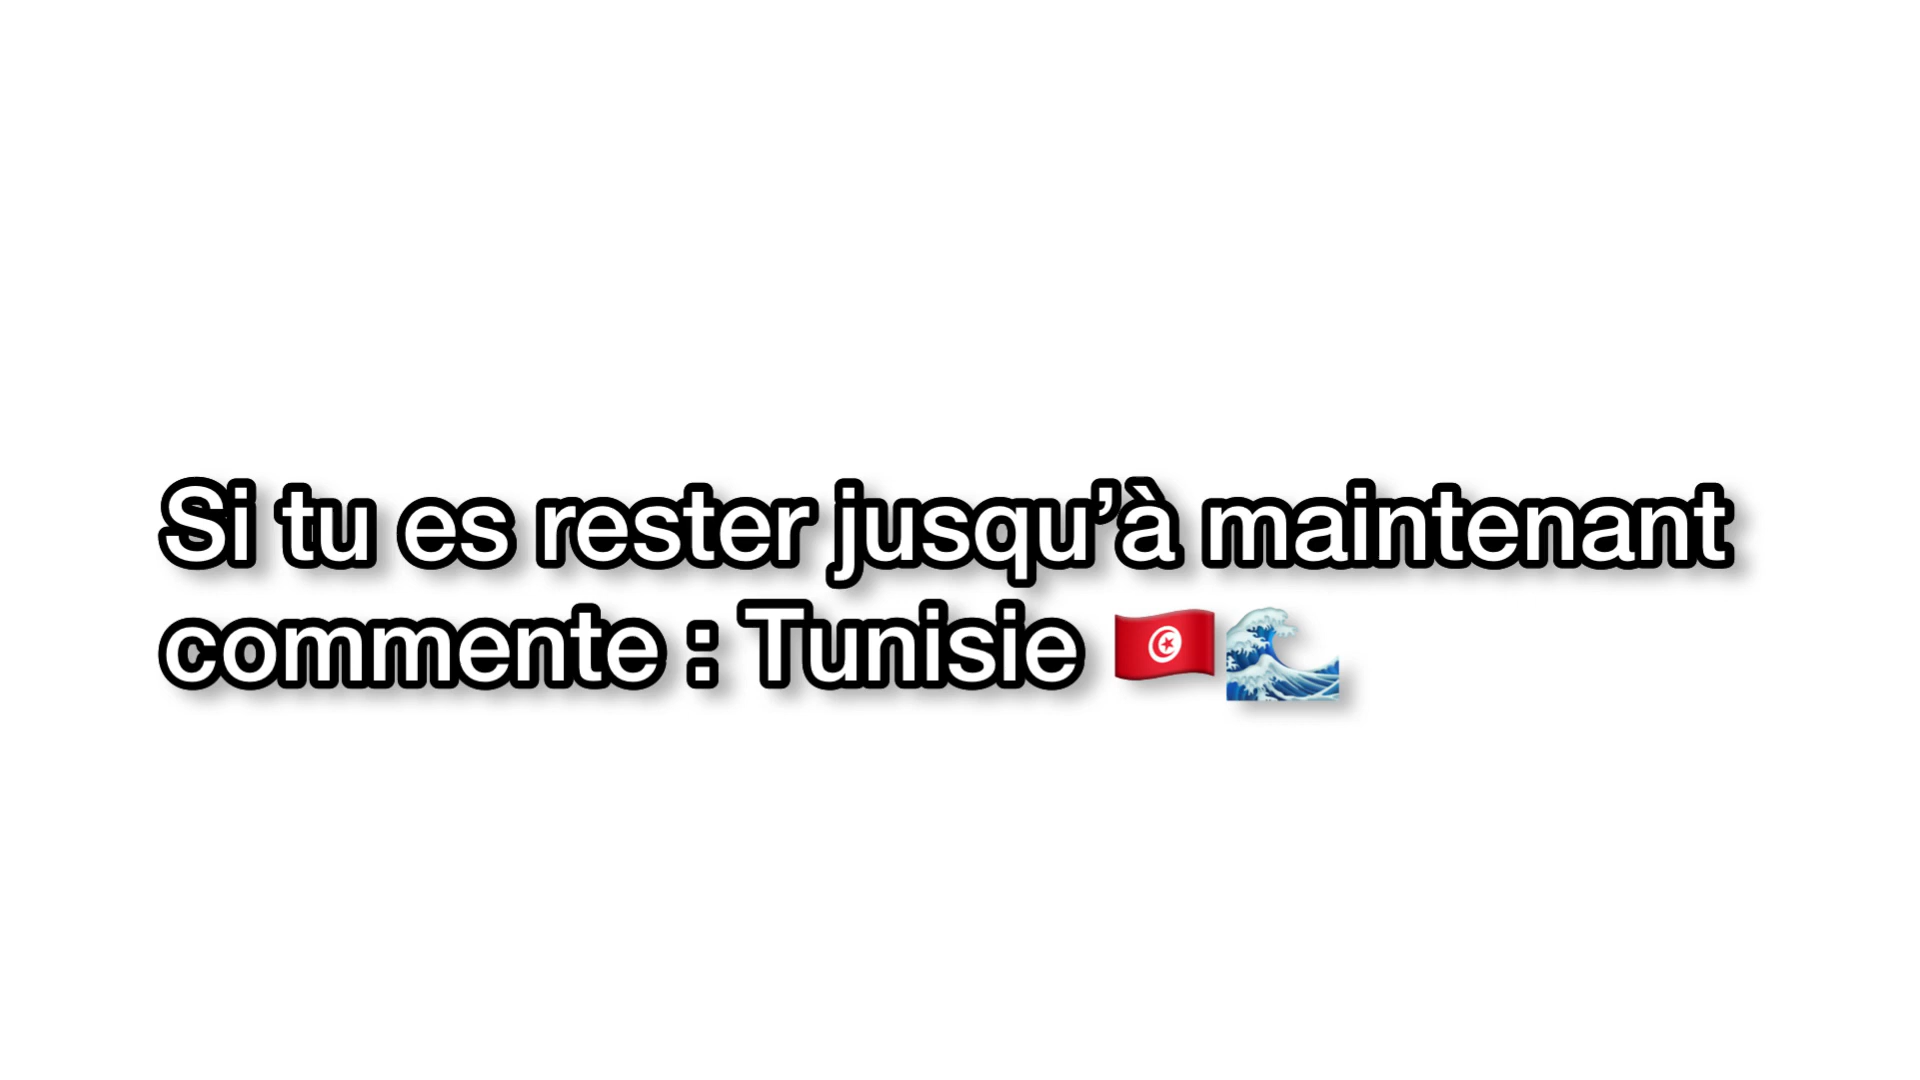 Si tu es rester jusqu’à maintenant
commente : Tunisie 🇹🇳🌊